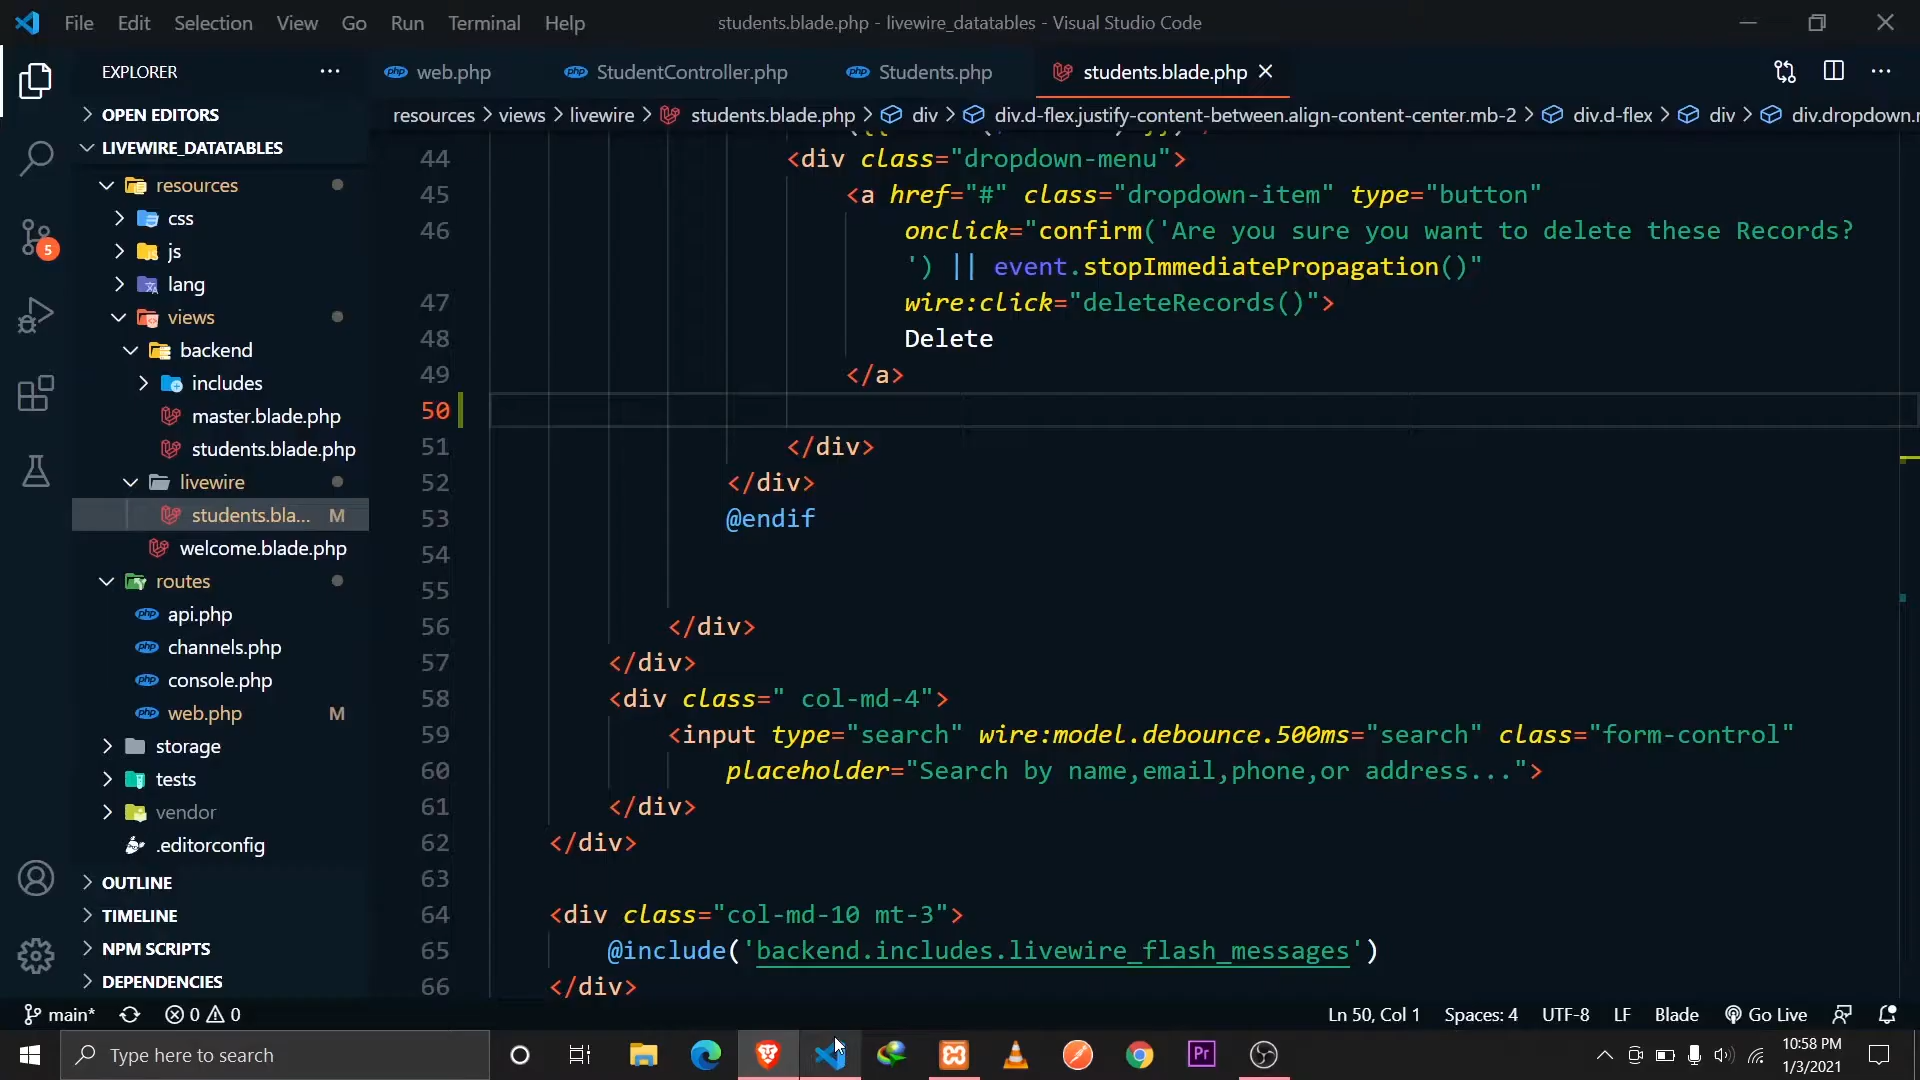 File Edit Selection View Go Run Terminal Help
students.blade.php - livewire_datatables - Visual Studio Code
EXPLORER
OPEN EDITORS
LIVEWIRE_DATATABLES
resources
css
js
lang
views
backend
includes
master.blade.php
students.blade.php
livewire
students.bla... M
welcome.blade.php
routes
api.php
channels.php
console.php
web.php M
storage
tests
vendor
.editorconfig
OUTLINE
TIMELINE
NPM SCRIPTS
DEPENDENCIES
5
php web.php php StudentController.php php Students.php students.blade.php
resources > views > livewire > students.blade.php > div > div.d-flex.justify-content-between.align-content-center.mb-2 > div.d-flex > div > div.dropdown.
44 <div class="dropdown-menu">
45 <a href="#" class="dropdown-item" type="button"
46 onclick="confirm('Are you sure you want to delete these Records?
') || event.stopImmediatePropagation()"
47 wire:click="deleteRecords()">
48 Delete
49 </a>
50
51 </div>
52 </div>
53 @endif
54
55
56 </div>
57 </div>
58 <div class=" col-md-4">
59 <input type="search" wire:model.debounce.500ms="search" class="form-control"
60 placeholder="Search by name,email,phone,or address...">
61 </div>
62 </div>
63
64 <div class="col-md-10 mt-3">
65 @include('backend.includes.livewire_flash_messages')
66 </div>
main* 0 0
Ln 50, Col 1 Spaces: 4 UTF-8 LF Blade Go Live
Type here to search
Pr
10:58 PM
1/3/2021